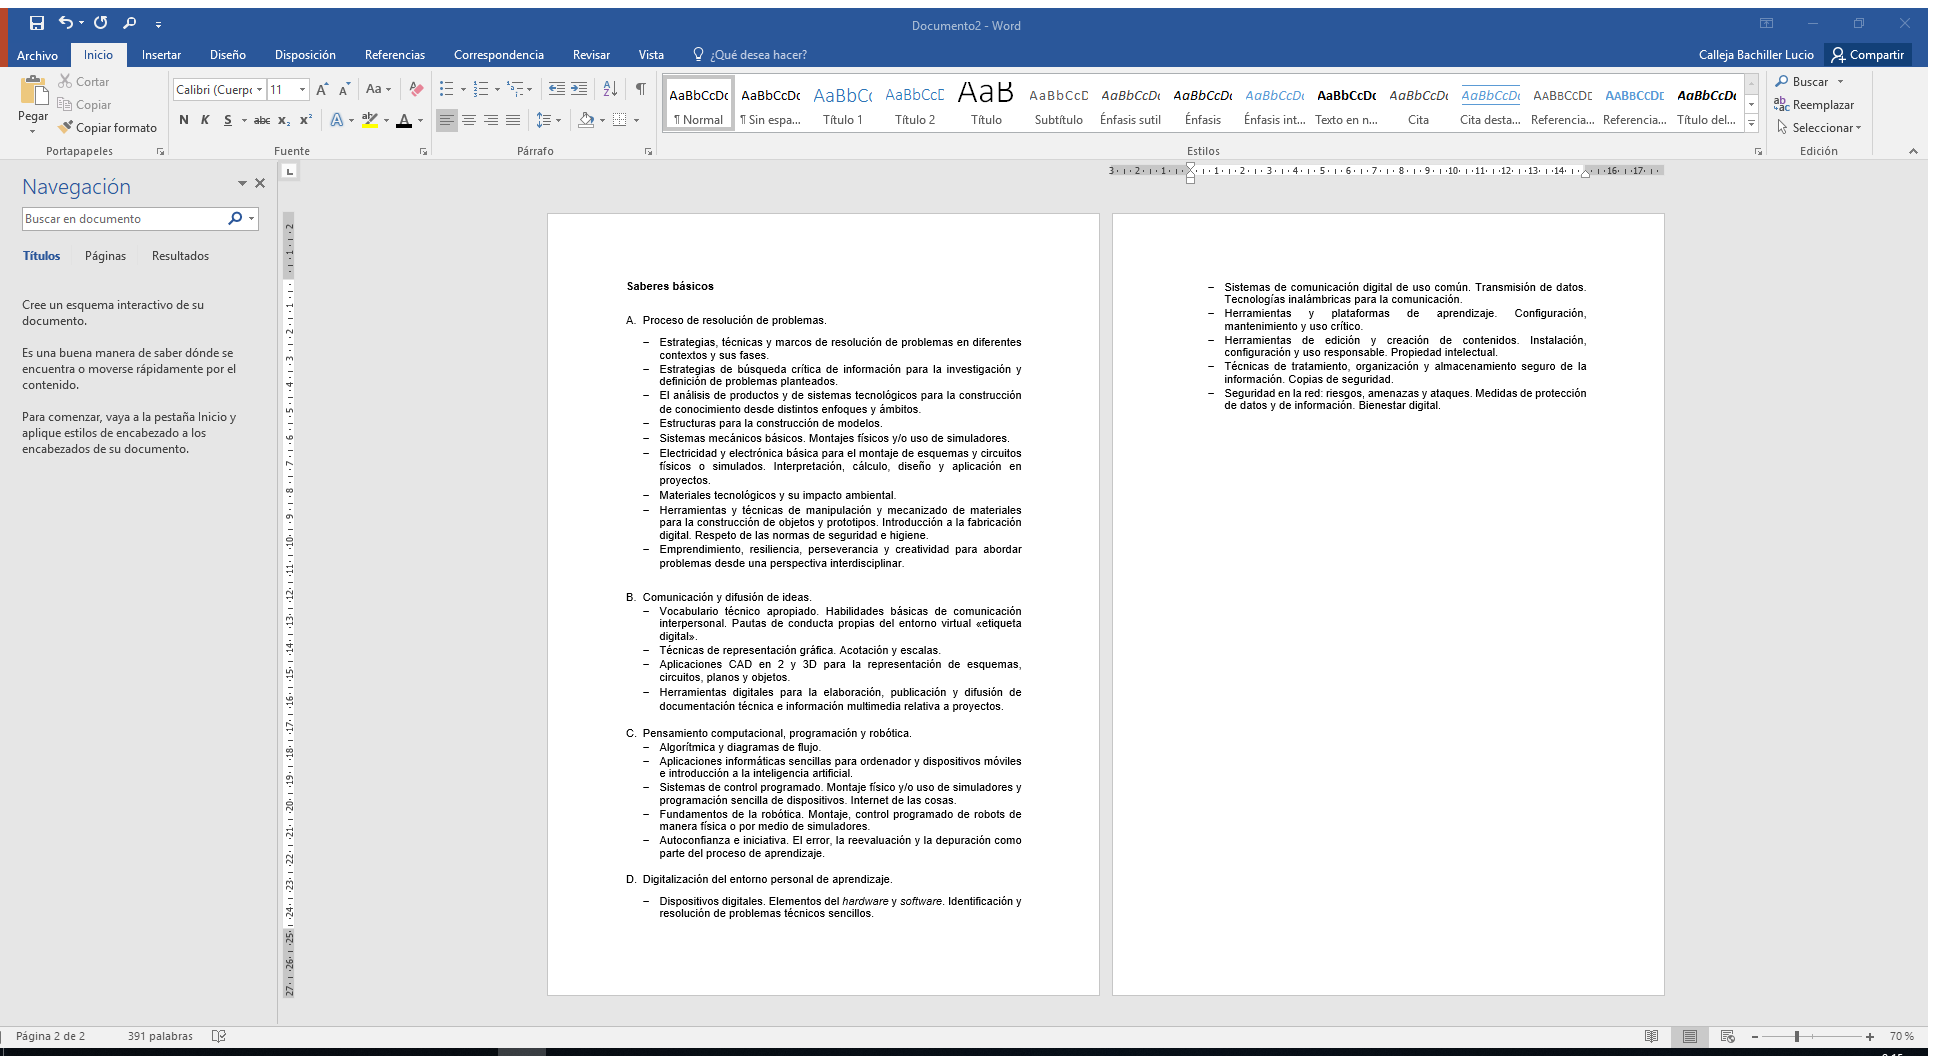 Documento2 - Word
Archivo Inicio Insertar Diseño Disposición Referencias Correspondencia Revisar Vista ¿Qué desea hacer? Calleja Bachiller Lucio Compartir
Pegar
Cortar
Copiar
Copiar formato
Portapapeles
Calibri (Cuerpo 11
N K S abc x₂ x²
Fuente
Párrafo
AaBbCcDc AaBbCcDc AaBbCc AaBbCcE AaB AaBbCcD AaBbCcDc AaBbCcDc AaBbCcDc AaBbCcDc AaBbCcDc AaBbCcDc AABBCCDE AABBCCDE AaBbCcDc
¶ Normal ¶ Sin espa... Título 1 Título 2 Título Subtítulo Énfasis sutil Énfasis Énfasis int... Texto en n... Cita Cita desta... Referencia... Referencia... Título del...
Estilos
Buscar
Reemplazar
Seleccionar
Edición
Navegación
Buscar en documento
Títulos Páginas Resultados
Cree un esquema interactivo de su
documento.
Es una buena manera de saber dónde se
encuentra o moverse rápidamente por el
contenido.
Para comenzar, vaya a la pestaña Inicio y
aplique estilos de encabezado a los
encabezados de su documento.
Saberes básicos
A. Proceso de resolución de problemas.
– Estrategias, técnicas y marcos de resolución de problemas en diferentes
contextos y sus fases.
– Estrategias de búsqueda crítica de información para la investigación y
definición de problemas planteados.
– El análisis de productos y de sistemas tecnológicos para la construcción
de conocimiento desde distintos enfoques y ámbitos.
– Estructuras para la construcción de modelos.
– Sistemas mecánicos básicos. Montajes físicos y/o uso de simuladores.
– Electricidad y electrónica básica para el montaje de esquemas y circuitos
físicos o simulados. Interpretación, cálculo, diseño y aplicación en
proyectos.
– Materiales tecnológicos y su impacto ambiental.
– Herramientas y técnicas de manipulación y mecanizado de materiales
para la construcción de objetos y prototipos. Introducción a la fabricación
digital. Respeto de las normas de seguridad e higiene.
– Emprendimiento, resiliencia, perseverancia y creatividad para abordar
problemas desde una perspectiva interdisciplinar.
B. Comunicación y difusión de ideas.
– Vocabulario técnico apropiado. Habilidades básicas de comunicación
interpersonal. Pautas de conducta propias del entorno virtual «etiqueta
digital».
– Técnicas de representación gráfica. Acotación y escalas.
– Aplicaciones CAD en 2 y 3D para la representación de esquemas,
circuitos, planos y objetos.
– Herramientas digitales para la elaboración, publicación y difusión de
documentación técnica e información multimedia relativa a proyectos.
C. Pensamiento computacional, programación y robótica.
– Algorítmica y diagramas de flujo.
– Aplicaciones informáticas sencillas para ordenador y dispositivos móviles
e introducción a la inteligencia artificial.
– Sistemas de control programado. Montaje físico y/o uso de simuladores y
programación sencilla de dispositivos. Internet de las cosas.
– Fundamentos de la robótica. Montaje, control programado de robots de
manera física o por medio de simuladores.
– Autoconfianza e iniciativa. El error, la reevaluación y la depuración como
parte del proceso de aprendizaje.
D. Digitalización del entorno personal de aprendizaje.
– Dispositivos digitales. Elementos del hardware y software. Identificación y
resolución de problemas técnicos sencillos.
– Sistemas de comunicación digital de uso común. Transmisión de datos.
Tecnologías inalámbricas para la comunicación.
– Herramientas y plataformas de aprendizaje. Configuración,
mantenimiento y uso crítico.
– Herramientas de edición y creación de contenidos. Instalación,
configuración y uso responsable. Propiedad intelectual.
– Técnicas de tratamiento, organización y almacenamiento seguro de la
información. Copias de seguridad.
– Seguridad en la red: riesgos, amenazas y ataques. Medidas de protección
de datos y de información. Bienestar digital.
Página 2 de 2 391 palabras 70 %